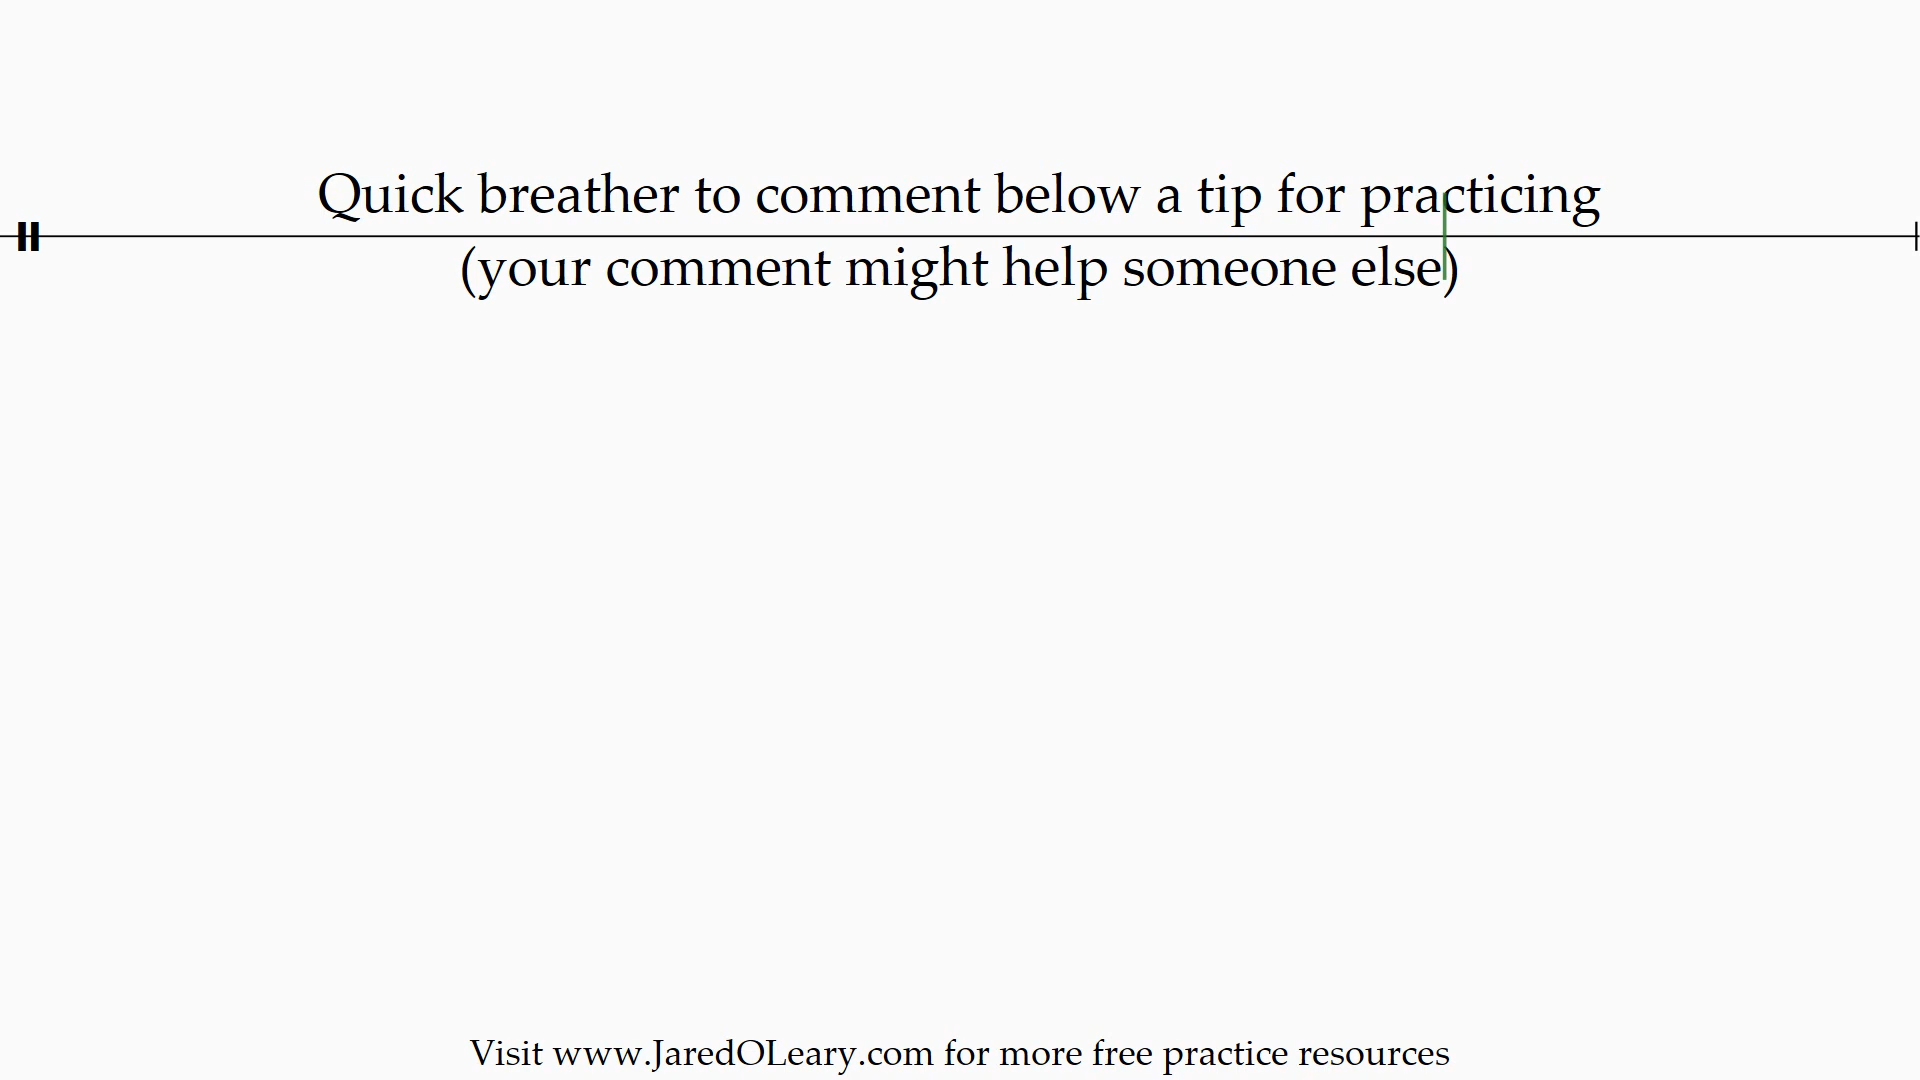 Quick breather to comment below a tip for practicing
(your comment might help someone else)
Visit www.JaredOLeary.com for more free practice resources